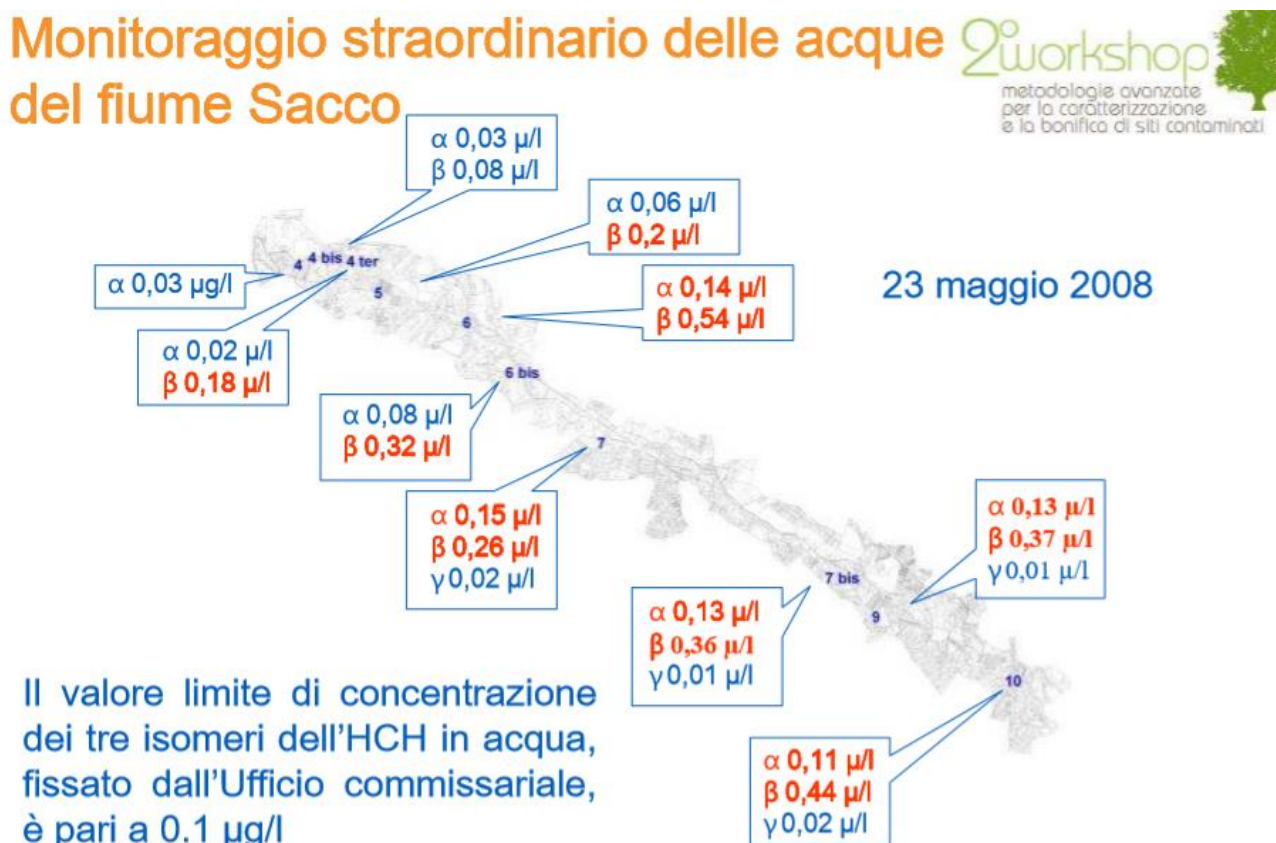 Monitoraggio straordinario delle acque
del fiume Sacco
2° workshop
metodologie avanzate
per la caratterizzazione
e la bonifica di siti contaminati
α 0,03 μ/l
β 0,08 μ/l
α 0,06 μ/l
β 0,2 μ/l
23 maggio 2008
α 0,03 μg/l
4
4 bis
4 ter
5
α 0,14 μ/l
β 0,54 μ/l
6
α 0,02 μ/l
β 0,18 μ/l
6 bis
α 0,08 μ/l
β 0,32 μ/l
7
α 0,15 μ/l
β 0,26 μ/l
γ 0,02 μ/l
α 0,13 μ/l
β 0,37 μ/l
γ 0,01 μ/l
7 bis
9
α 0,13 μ/l
β 0,36 μ/l
γ 0,01 μ/l
10
α 0,11 μ/l
β 0,44 μ/l
γ 0,02 μ/l
Il valore limite di concentrazione
dei tre isomeri dell'HCH in acqua,
fissato dall'Ufficio commissariale,
è pari a 0.1 μg/l